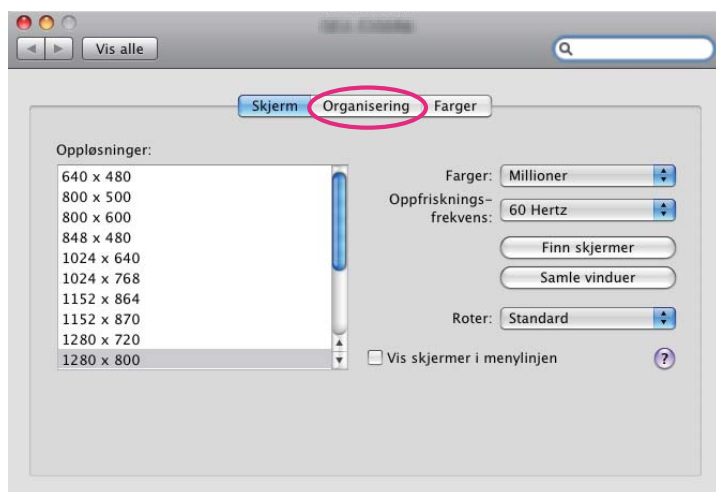 Vis alle
Skjerm Organisering Farger
Oppløsninger:
640 x 480
800 x 500
800 x 600
848 x 480
1024 x 640
1024 x 768
1152 x 864
1152 x 870
1280 x 720
1280 x 800
Farger: Millioner
Oppfrisknings-
frekvens: 60 Hertz
Finn skjermer
Samle vinduer
Roter: Standard
Vis skjermer i menylinjen ?